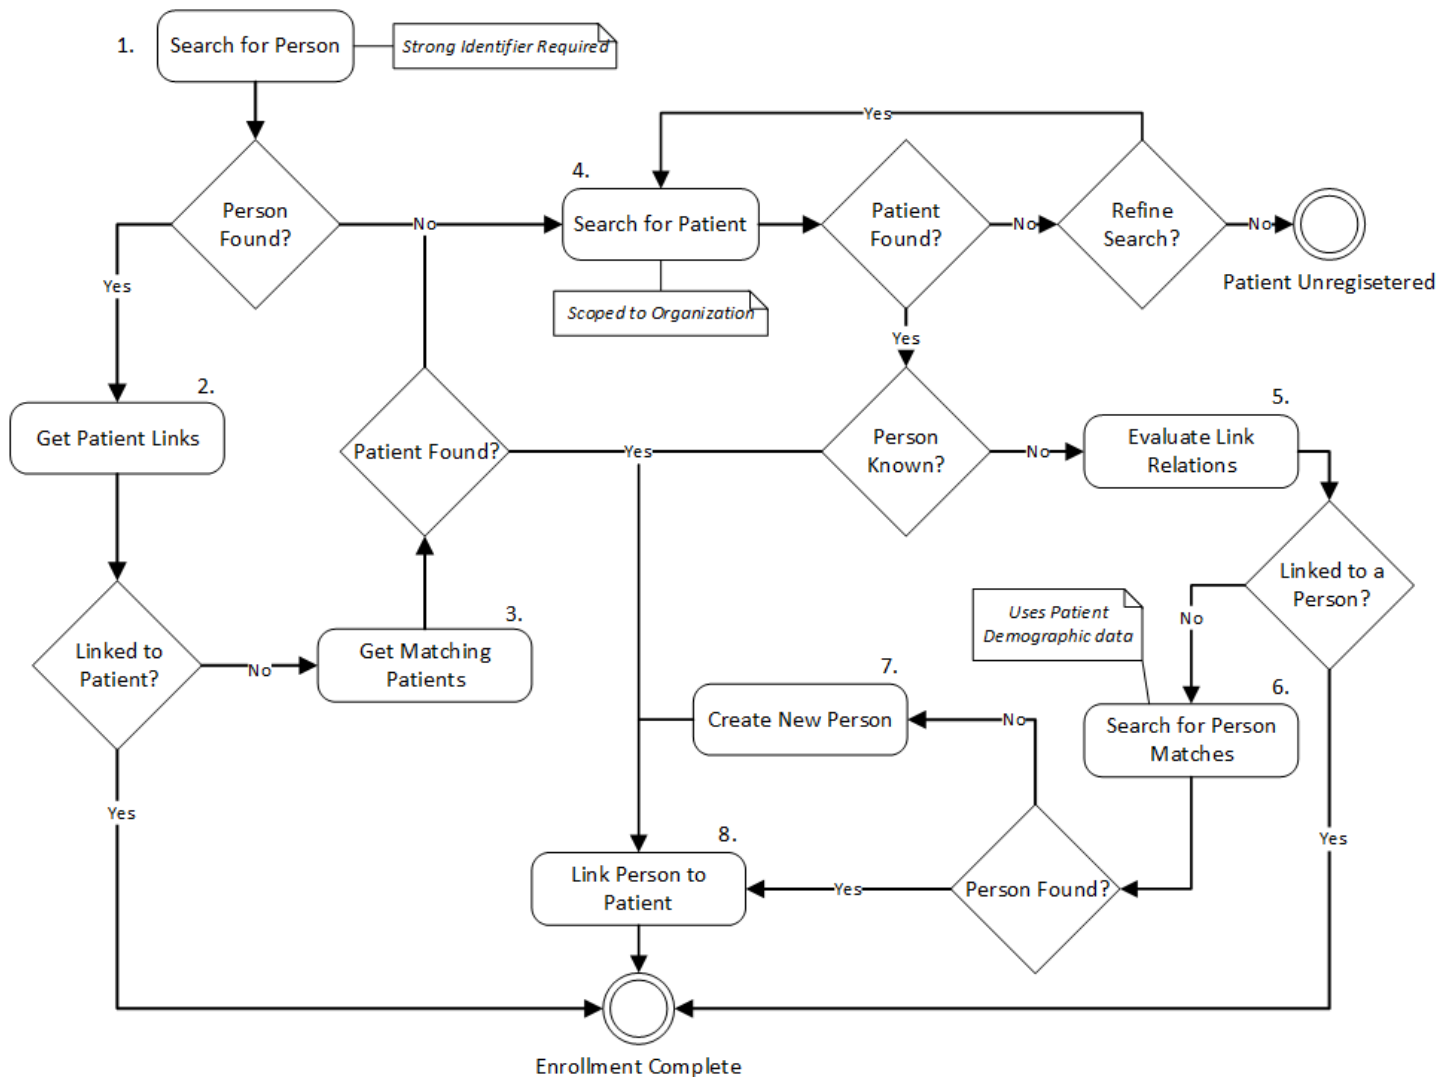 1.
Search for Person
Strong Identifier Required
Yes
4.
Person
Found?
No
Search for Patient
Patient
Found?
No
Refine
Search?
No
Patient Unregisetered
Yes
Scoped to Organization
Yes
2.
Get Patient Links
Patient Found?
Yes
Person
Known?
No
5.
Evaluate Link
Relations
Linked to a
Person?
Uses Patient
Demographic data
No
3.
Linked to
Patient?
No
Get Matching
Patients
7.
Create New Person
No
6.
Search for Person
Matches
Yes
8.
Link Person to
Patient
Yes
Person Found?
Yes
Enrollment Complete